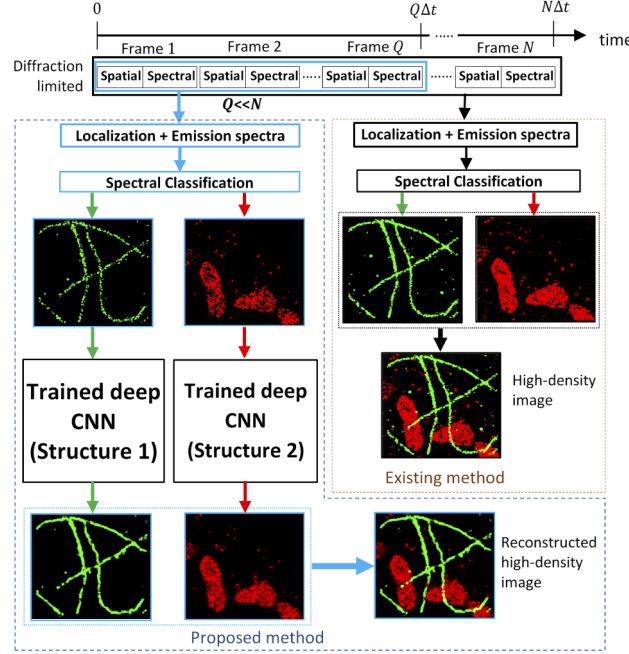 0 QΔt NΔt
..... time
Frame 1 Frame 2 Frame Q Frame N
Diffraction
limited
Spatial Spectral Spatial Spectral ..... Spatial Spectral ...... Spatial Spectral
Q<<N
Localization + Emission spectra
Spectral Classification
Trained deep
CNN
(Structure 1)
Trained deep
CNN
(Structure 2)
Proposed method
Reconstructed
high-density
image
Localization + Emission spectra
Spectral Classification
High-density
image
Existing method